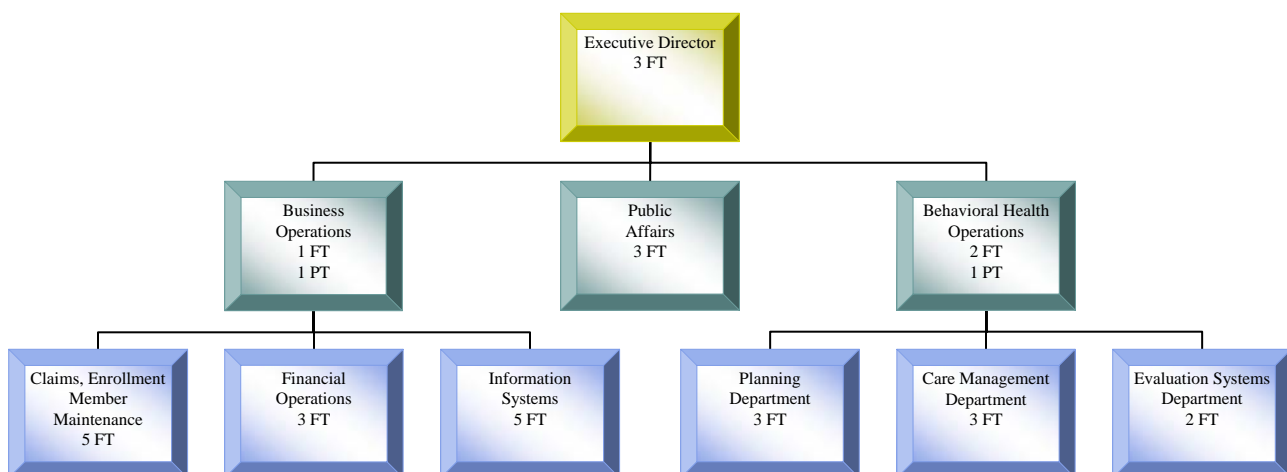 Executive Director
3 FT
Business
Operations
1 FT
1 PT
Public
Affairs
3 FT
Behavioral Health
Operations
2 FT
1 PT
Claims, Enrollment
Member
Maintenance
5 FT
Financial
Operations
3 FT
Information
Systems
5 FT
Planning
Department
3 FT
Care Management
Department
3 FT
Evaluation Systems
Department
2 FT